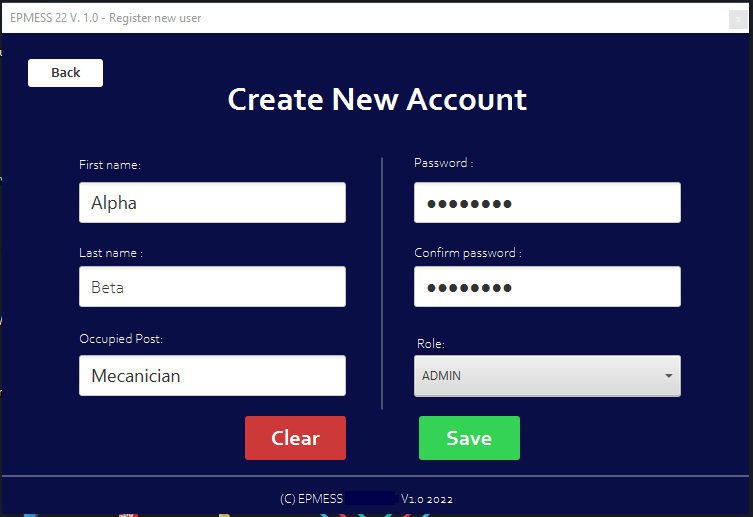 EPMESS 22 V. 1.0 - Register new user
x
Back
Create New Account
First name:
Alpha
Last name :
Beta
Occupied Post:
Mecanician
Password :
●●●●●●●●
Confirm password :
●●●●●●●●
Role:
ADMIN
Clear
Save
(C) EPMESS V1.0 2022